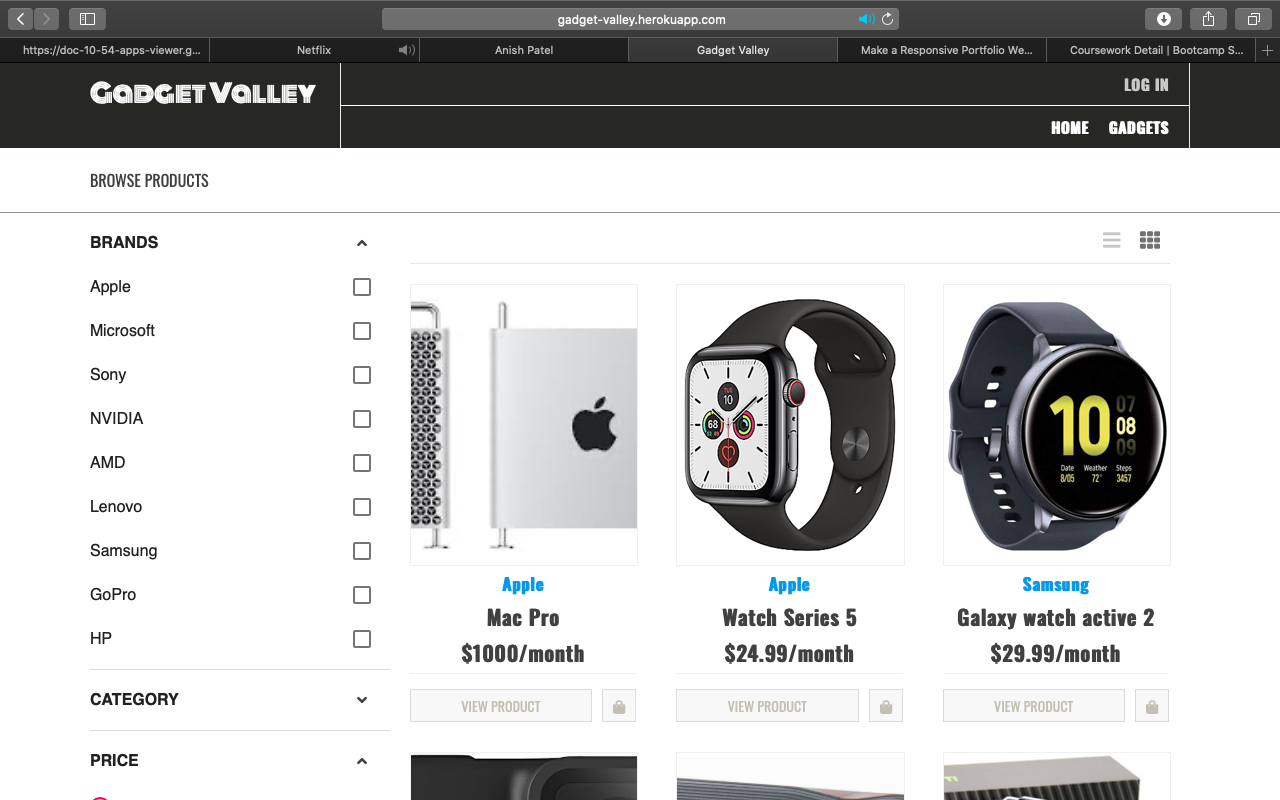 gadget-valley.herokuapp.com
https://doc-10-54-apps-viewer.g...
Netflix
Anish Patel
Gadget Valley
Make a Responsive Portfolio We...
Coursework Detail | Bootcamp S...
GADGET VALLEY
LOG IN
HOME
GADGETS
BROWSE PRODUCTS
BRANDS
Apple
Microsoft
Sony
NVIDIA
AMD
Lenovo
Samsung
GoPro
HP
CATEGORY
PRICE
TUE
10
68
Apple
Mac Pro
$1000/month
VIEW PRODUCT
Apple
Watch Series 5
$24.99/month
VIEW PRODUCT
10
07
08
09
Date Weather Steps
8/05 72° 3457
Samsung
Galaxy watch active 2
$29.99/month
VIEW PRODUCT